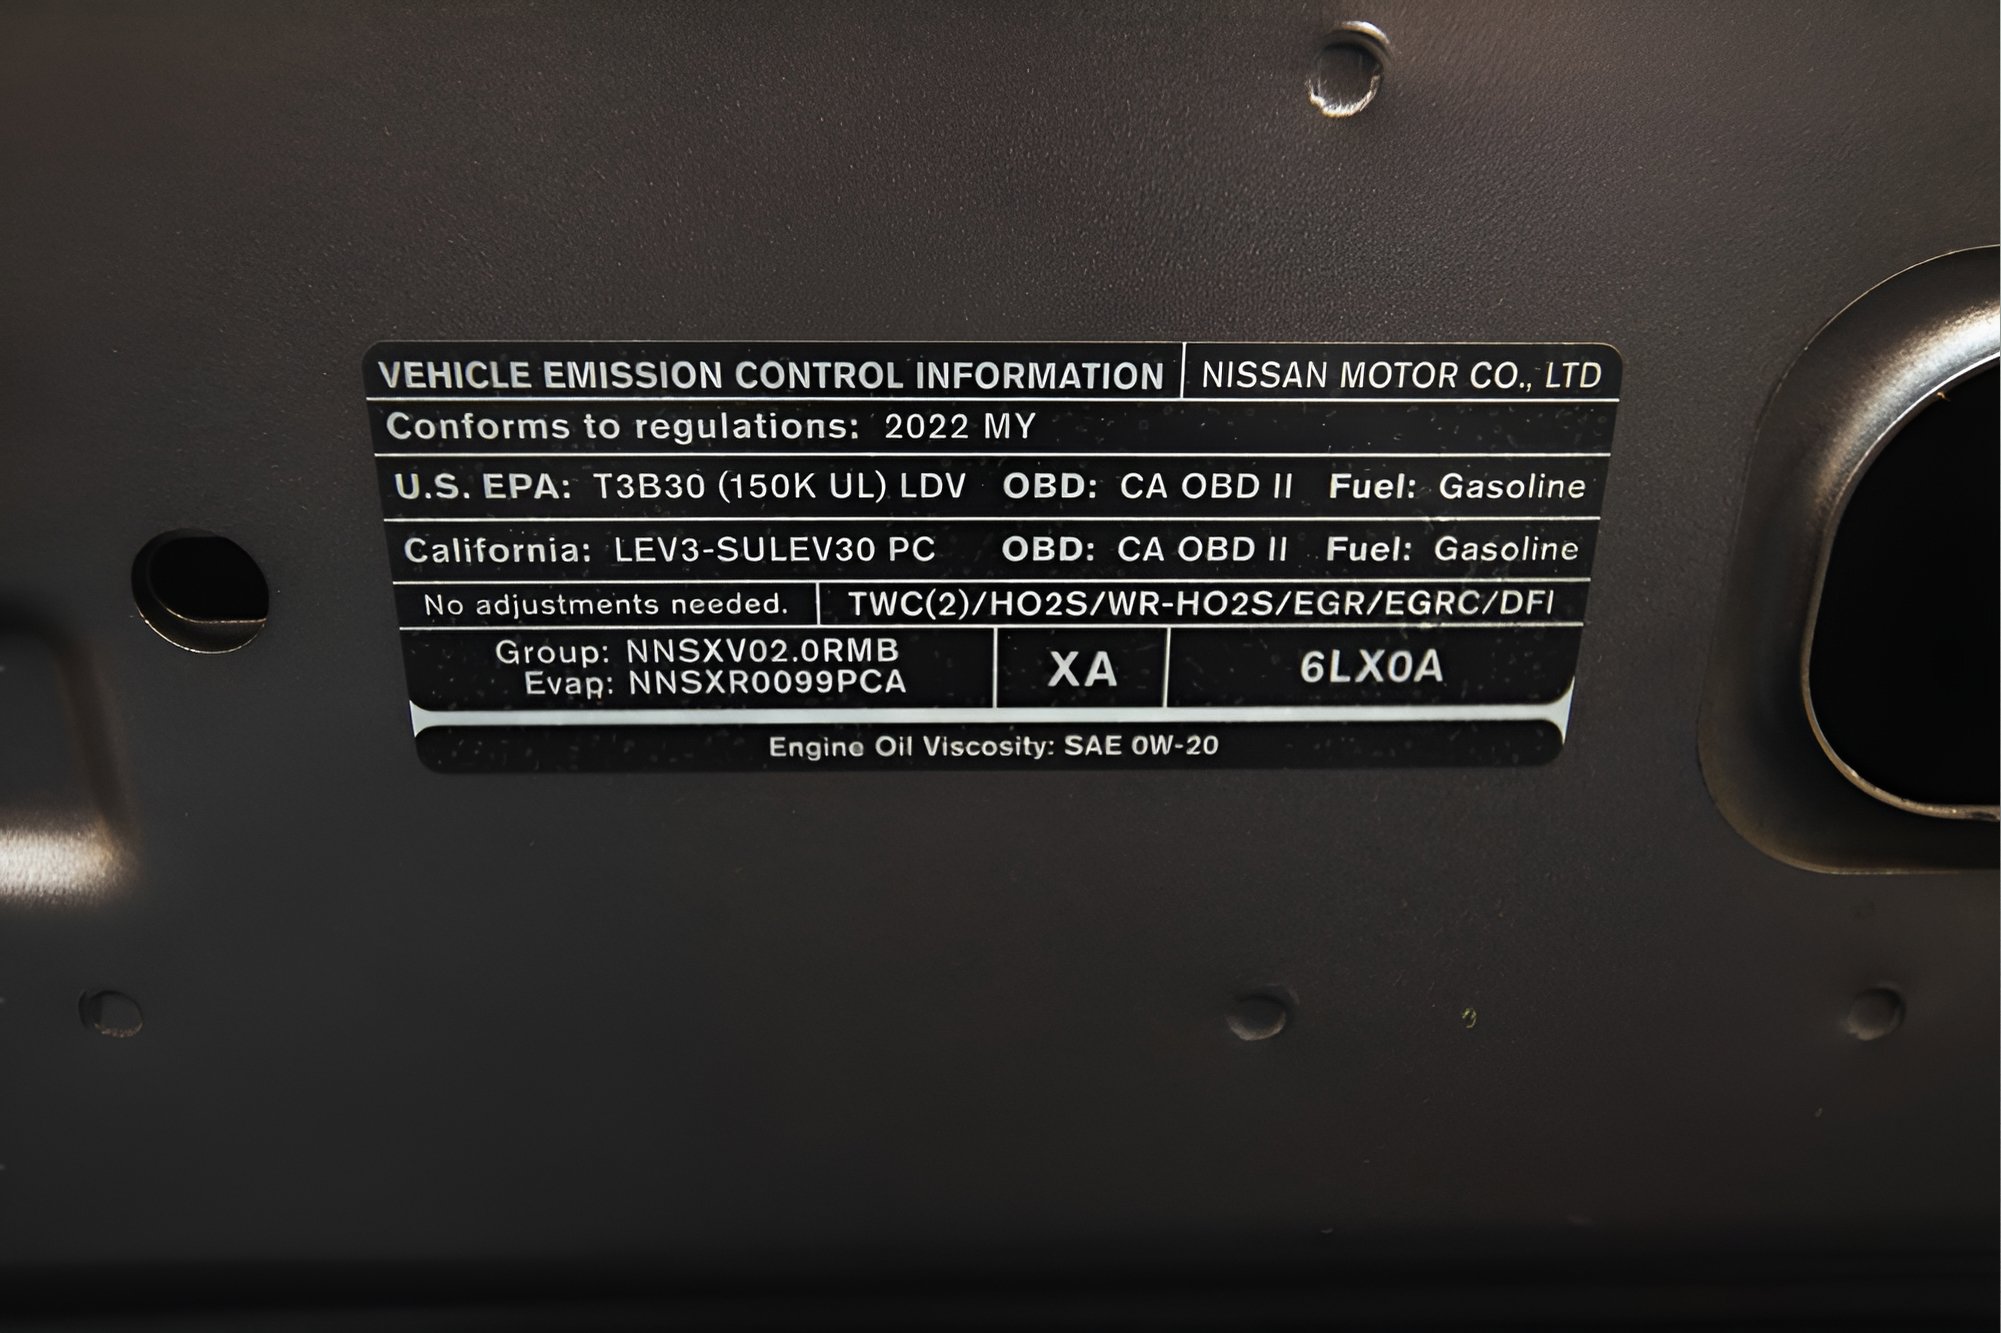 VEHICLE EMISSION CONTROL INFORMATION NISSAN MOTOR CO., LTD
Conforms to regulations: 2022 MY
U.S. EPA: T3B30 (150K UL) LDV OBD: CA OBD II Fuel: Gasoline
California: LEV3-SULEV30 PC OBD: CA OBD II Fuel: Gasoline
No adjustments needed. TWC(2)/HO2S/WR-HO2S/EGR/EGRC/DFI
Group: NNSXV02.0RMB
Evap: NNSXR0099PCA
XA
6LX0A
Engine Oil Viscosity: SAE 0W-20